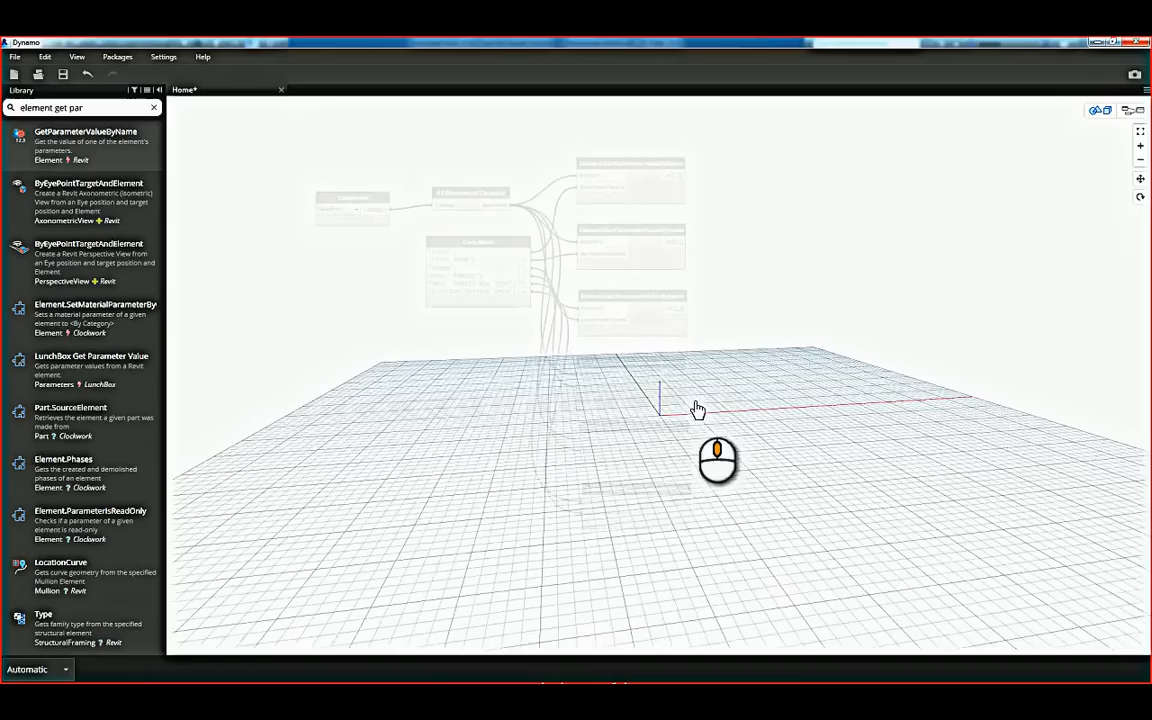 Dynamo
File Edit View Packages Settings Help
Library
Home*
element get par
GetParameterValueByName
Get the value of one of the element's
parameters.
Element Revit
ByEyePointTargetAndElement
Create a Revit Axonometric (isometric)
View from an Eye position and target
position and Element
AxonometricView Revit
ByEyePointTargetAndElement
Create a Revit Perspective View from
an Eye position and target position and
Element
PerspectiveView Revit
Element.SetMaterialParameterBy
Sets a material parameter of a given
element to <By Category>
Element Clockwork
LunchBox Get Parameter Value
Get parameter values from a Revit
element.
Parameters LunchBox
Part.SourceElement
Retrieves the element a given part was
made from
Part Clockwork
Element.Phases
Gets the created and demolished
phases of an element
Element Clockwork
Element.ParameterIsReadOnly
Checks if a parameter of a given
element is read-only
Element Clockwork
LocationCurve
Gets curve geometry from the specified
Mullion Element
Mullion Revit
Type
Gets family type from the specified
structural element
StructuralFraming Revit
Automatic